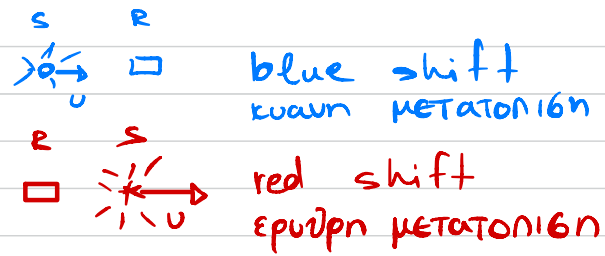 S R
υ
blue shift
κυανη μετατοπιση
R S
υ
red shift
ερυθρη μετατοπιση